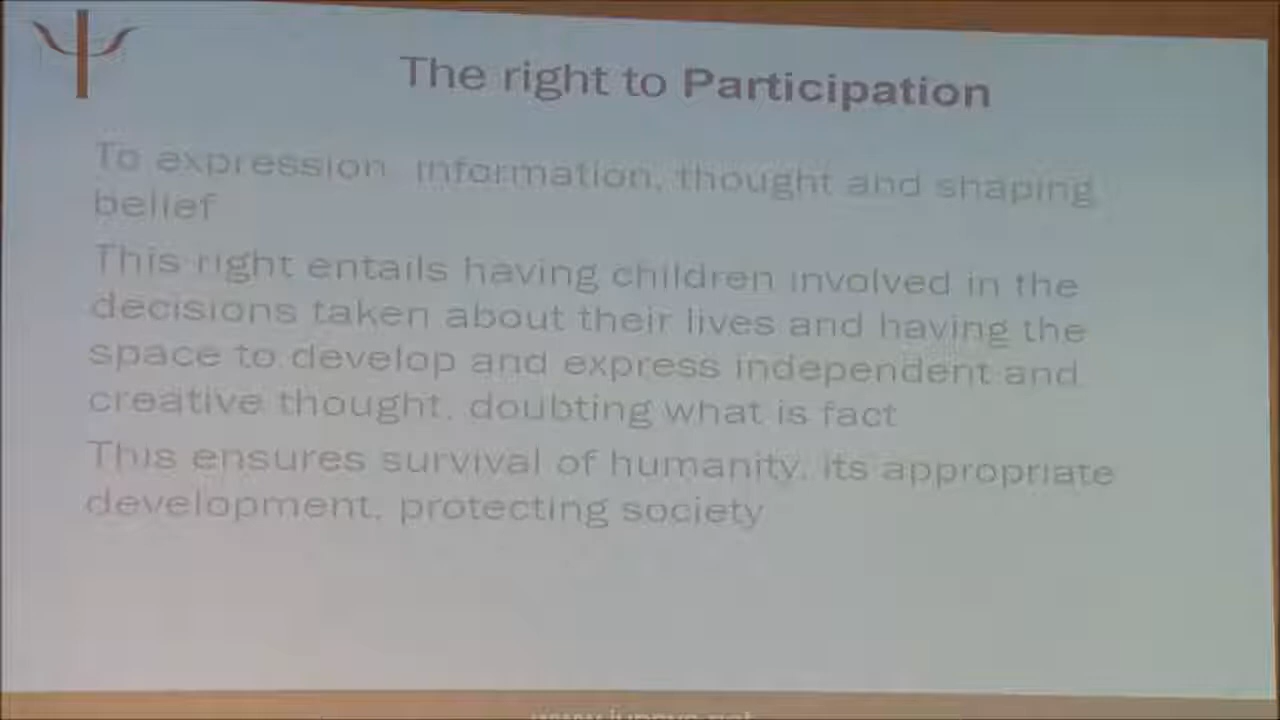 The right to Participation
To expression, information, thought and shaping
belief
This right entails having children involved in the
decisions taken about their lives and having the
space to develop and express independent and
creative thought, doubting what is fact
This ensures survival of humanity, its appropriate
development, protecting society